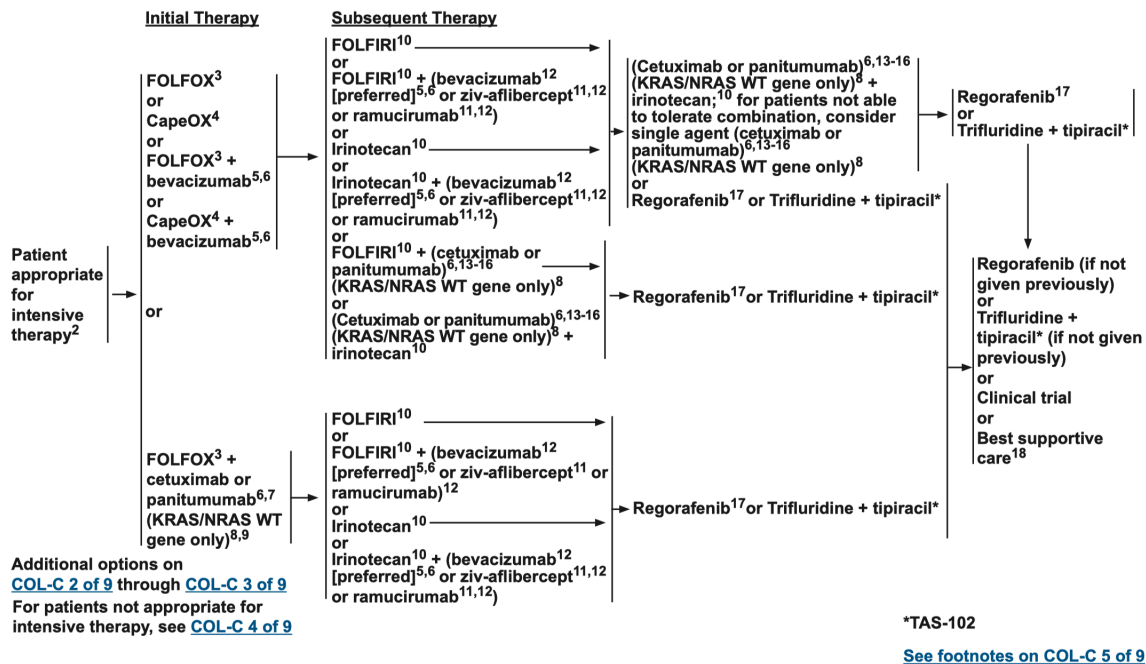 Initial Therapy
Subsequent Therapy
Patient
appropriate
for
intensive
therapy2
FOLFOX3
or
CapeOX4
or
FOLFOX3 +
bevacizumab5,6
or
CapeOX4 +
bevacizumab5,6
or
FOLFOX3 +
cetuximab or
panitumumab6,7
(KRAS/NRAS WT
gene only)8,9
FOLFIRI10
or
FOLFIRI10 + (bevacizumab12
[preferred]5,6 or ziv-aflibercept11,12
or ramucirumab11,12)
or
Irinotecan10
or
Irinotecan10 + (bevacizumab12
[preferred]5,6 or ziv-aflibercept11,12
or ramucirumab11,12)
or
FOLFIRI10 + (cetuximab or
panitumumab)6,13-16
(KRAS/NRAS WT gene only)8
or
(Cetuximab or panitumumab)6,13-16
(KRAS/NRAS WT gene only)8 +
irinotecan10
(Cetuximab or panitumumab)6,13-16
(KRAS/NRAS WT gene only)8 +
irinotecan;10 for patients not able
to tolerate combination, consider
single agent (cetuximab or
panitumumab)6,13-16
(KRAS/NRAS WT gene only)8
or
Regorafenib17 or Trifluridine + tipiracil*
Regorafenib17or Trifluridine + tipiracil*
Regorafenib17
or
Trifluridine + tipiracil*
FOLFIRI10
or
FOLFIRI10 + (bevacizumab12
[preferred]5,6 or ziv-aflibercept11 or
ramucirumab)12
or
Irinotecan10
or
Irinotecan10 + (bevacizumab12
[preferred]5,6 or ziv-aflibercept11,12
or ramucirumab11,12)
Regorafenib17or Trifluridine + tipiracil*
Regorafenib (if not
given previously)
or
Trifluridine +
tipiracil* (if not given
previously)
or
Clinical trial
or
Best supportive
care18
Additional options on
COL-C 2 of 9 through COL-C 3 of 9
For patients not appropriate for
intensive therapy, see COL-C 4 of 9
*TAS-102
See footnotes on COL-C 5 of 9